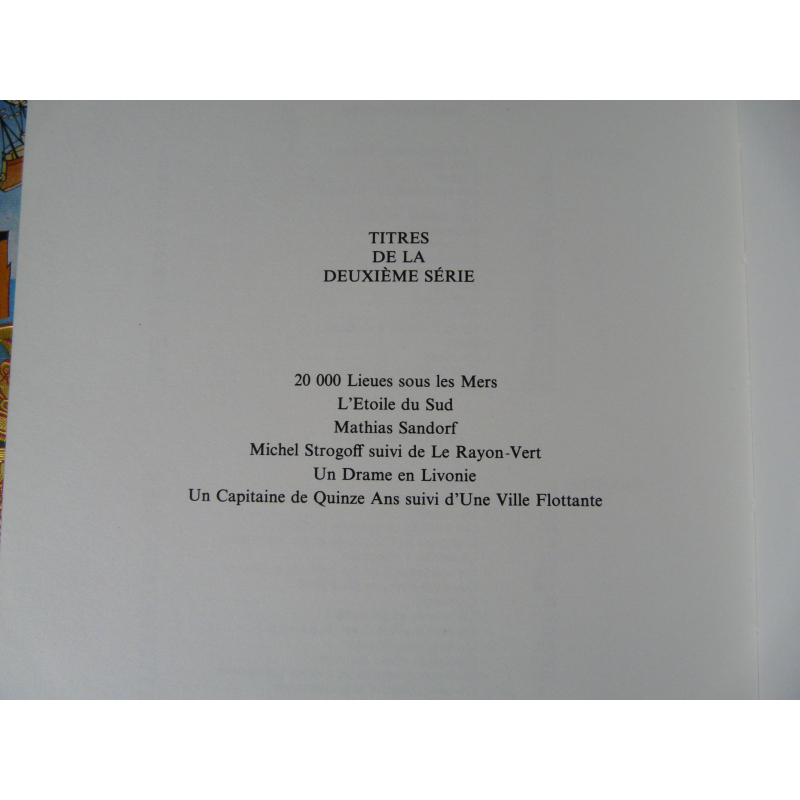 TITRES
DE LA
DEUXIÈME SÉRIE
20 000 Lieues sous les Mers
L'Etoile du Sud
Mathias Sandorf
Michel Strogoff suivi de Le Rayon-Vert
Un Drame en Livonie
Un Capitaine de Quinze Ans suivi d'Une Ville Flottante